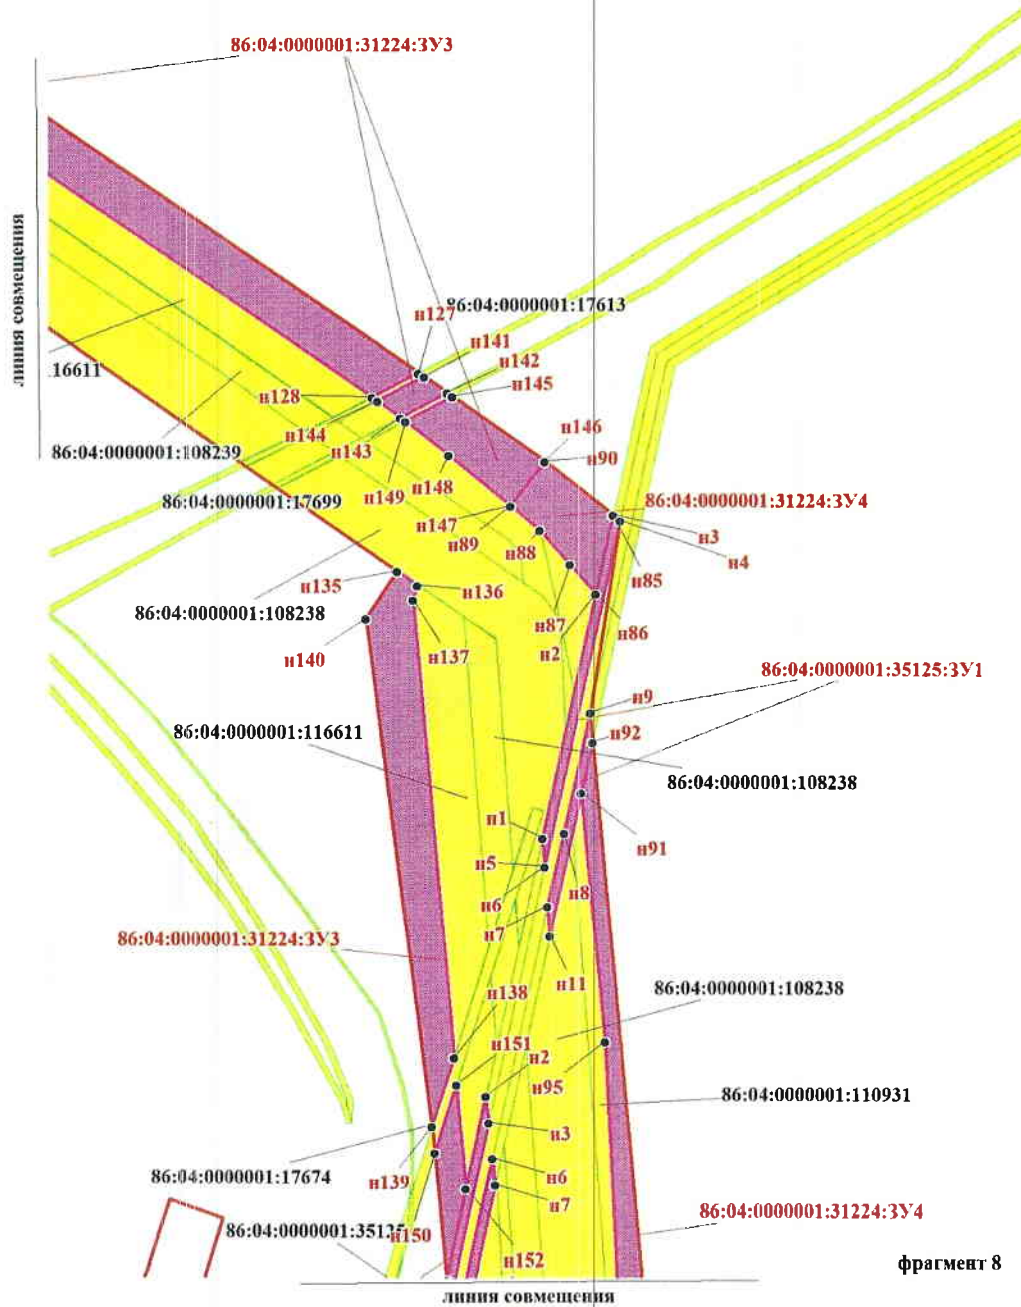 86:04:0000001:31224:ЗУ3
линия совмещения
н127
86:04:0000001:17613
н141
н142
16611
н128
н145
н144
н143
н146
86:04:0000001:108239
н90
86:04:0000001:17699
н149
н148
86:04:0000001:31224:ЗУ4
н147
н89
н88
н3
н4
н135
н136
н85
86:04:0000001:108238
н87
н86
н140
н137
н2
86:04:0000001:35125:ЗУ1
н9
86:04:0000001:116611
н92
86:04:0000001:108238
н1
н91
н5
н8
н6
н7
86:04:0000001:31224:ЗУ3
н11
н138
86:04:0000001:108238
н151
н2
н95
86:04:0000001:110931
н3
н6
86:04:0000001:17674
н139
н7
86:04:0000001:31224:ЗУ4
н150
н152
фрагмент 8
линия совмещения